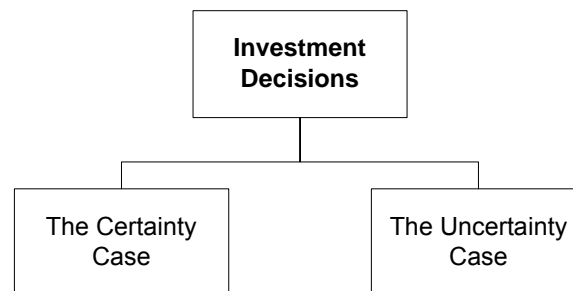 Investment
Decisions
The Certainty
Case
The Uncertainty
Case